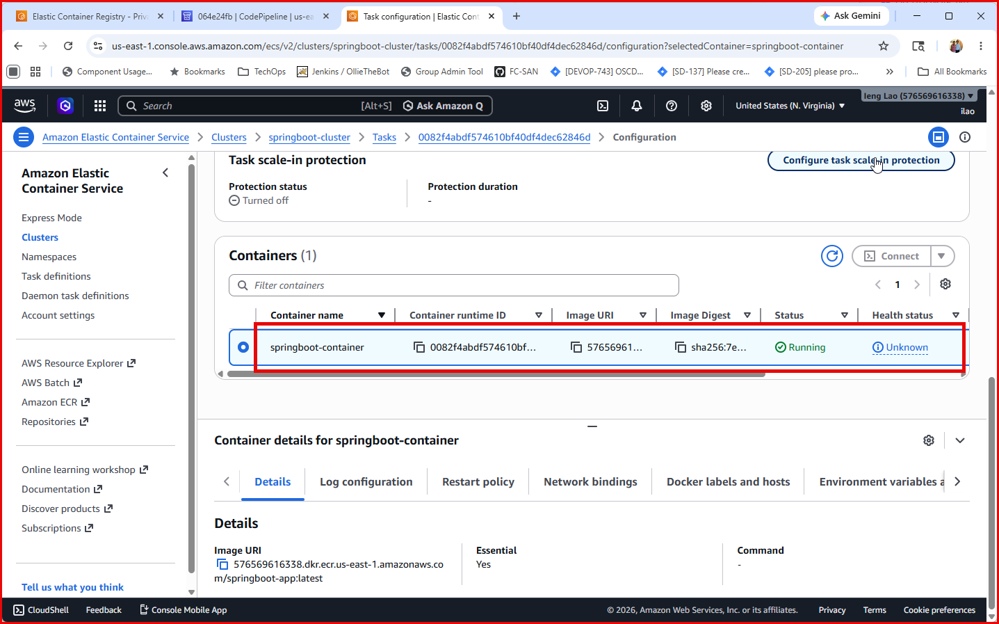 Elastic Container Registry - Priva
064e24fb | CodePipeline | us-ea
Task configuration | Elastic Cont
Ask Gemini
us-east-1.console.aws.amazon.com/ecs/v2/clusters/springboot-cluster/tasks/0082f4abdf574610bf40df4dec62846d/configuration?selectedContainer=springboot-container
Component Usage...
Bookmarks
TechOps
Jenkins / OllieTheBot
Group Admin Tool
FC-SAN
[DEVOP-743] OSCD...
[SD-137] Please cre...
[SD-205] please pro...
All Bookmarks
aws
Search
[Alt+S]
Ask Amazon Q
United States (N. Virginia)
Ieng Lao (576569616338)
ilao
Amazon Elastic Container Service
Clusters
springboot-cluster
Tasks
0082f4abdf574610bf40df4dec62846d
Configuration
Amazon Elastic
Container Service
Express Mode
Clusters
Namespaces
Task definitions
Daemon task definitions
Account settings
AWS Resource Explorer
AWS Batch
Amazon ECR
Repositories
Online learning workshop
Documentation
Discover products
Subscriptions
Tell us what you think
Task scale-in protection
Configure task scale-in protection
Protection status
Turned off
Protection duration
-
Containers (1)
Connect
Filter containers
1
Container name
Container runtime ID
Image URI
Image Digest
Status
Health status
springboot-container
0082f4abdf574610bf...
57656961...
sha256:7e...
Running
Unknown
Container details for springboot-container
Details
Log configuration
Restart policy
Network bindings
Docker labels and hosts
Environment variables a
Details
Image URI
576569616338.dkr.ecr.us-east-1.amazonaws.co
m/springboot-app:latest
Essential
Yes
Command
-
CloudShell
Feedback
Console Mobile App
© 2026, Amazon Web Services, Inc. or its affiliates.
Privacy
Terms
Cookie preferences